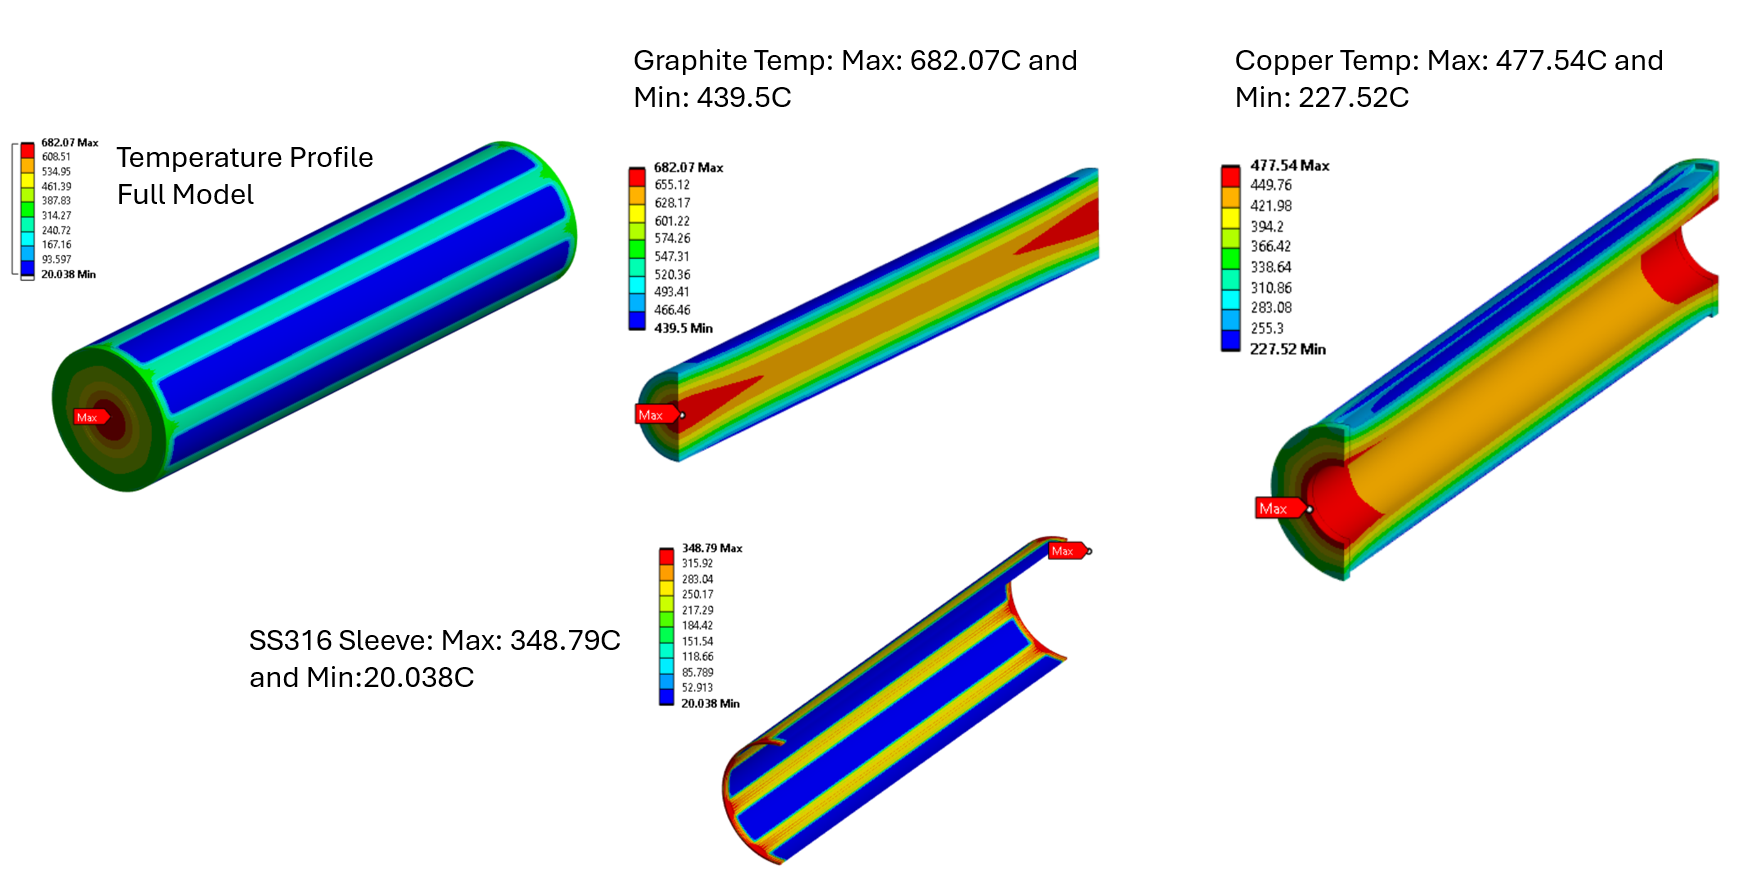 Graphite Temp: Max: 682.07C and
Min: 439.5C
Copper Temp: Max: 477.54C and
Min: 227.52C
Temperature Profile
Full Model
682.07 Max
608.51
534.95
461.39
387.83
314.27
240.72
167.16
93.597
20.038 Min
Max
682.07 Max
655.12
628.17
601.22
574.26
547.31
520.36
493.41
466.46
439.5 Min
Max
477.54 Max
449.76
421.98
394.2
366.42
338.64
310.86
283.08
255.3
227.52 Min
Max
SS316 Sleeve: Max: 348.79C
and Min:20.038C
348.79 Max
315.92
283.04
250.17
217.29
184.42
151.54
118.66
85.789
52.913
20.038 Min
Max